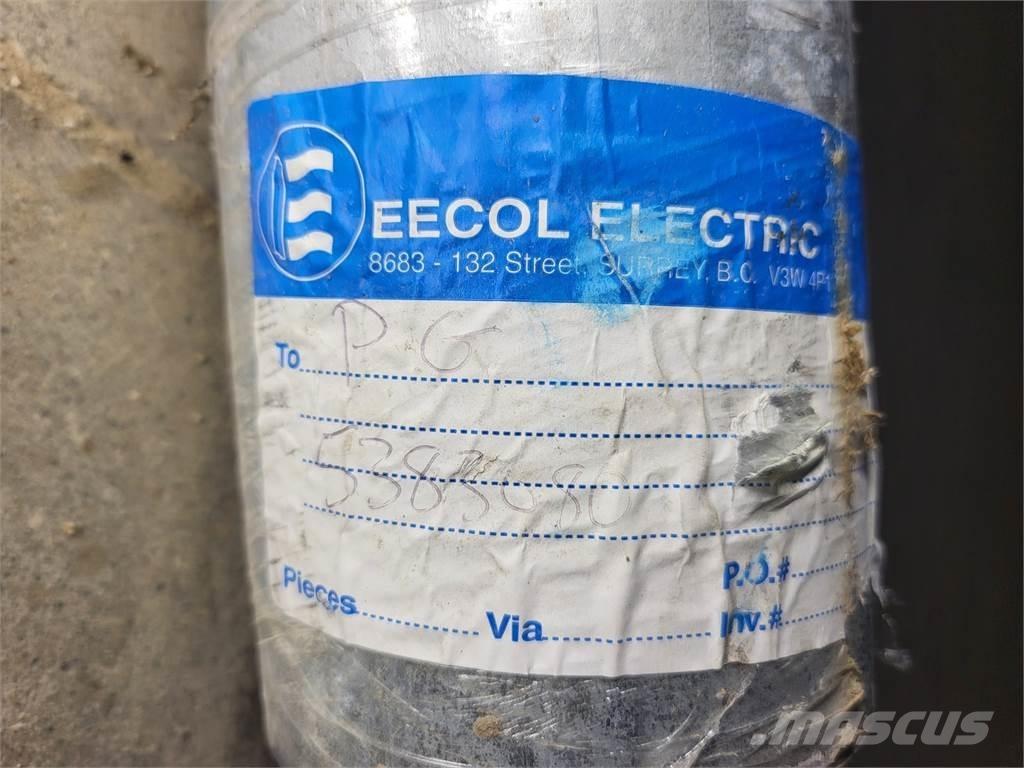 EECOL ELECTRIC
8683 - 132 Street, SURREY, B.C. V3W 4P1
To P G
5383080
P.O.#
Pieces Via Inv.#
MASCUS